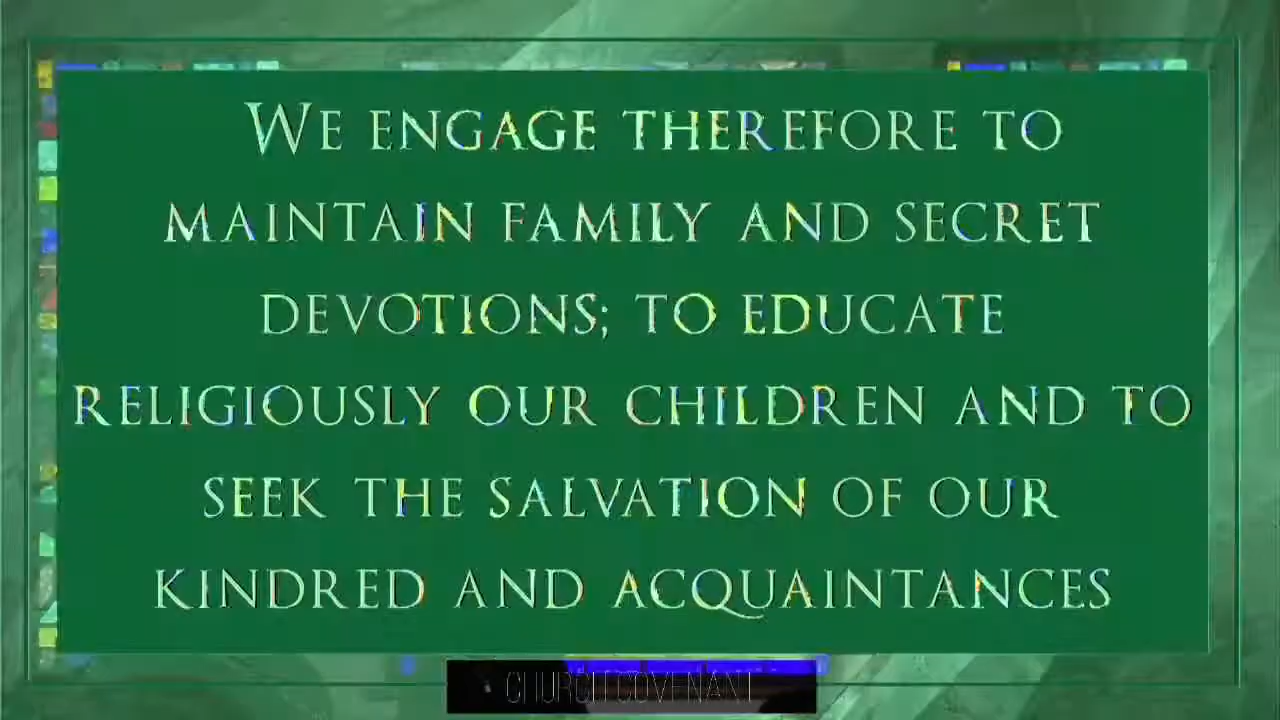 WE ENGAGE THEREFORE TO
MAINTAIN FAMILY AND SECRET
DEVOTIONS; TO EDUCATE
RELIGIOUSLY OUR CHILDREN AND TO
SEEK THE SALVATION OF OUR
KINDRED AND ACQUAINTANCES
CHURCH COVENANT